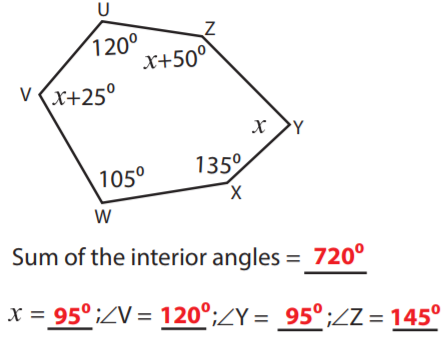 U
Z
120⁰
x+50⁰
V
x+25⁰
x
Y
135⁰
105⁰
X
W
Sum of the interior angles = 720⁰
x = 95⁰;∠V = 120⁰;∠Y = 95⁰;∠Z = 145⁰